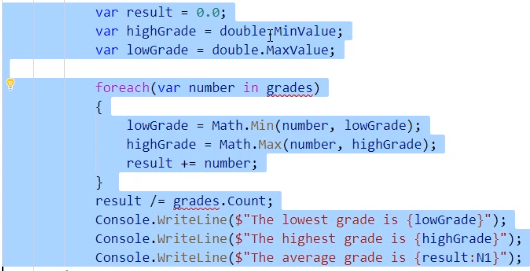 var result = 0.0;
var highGrade = double.MinValue;
var lowGrade = double.MaxValue;
foreach(var number in grades)
{
lowGrade = Math.Min(number, lowGrade);
highGrade = Math.Max(number, highGrade);
result += number;
}
result /= grades.Count;
Console.WriteLine($"The lowest grade is {lowGrade}");
Console.WriteLine($"The highest grade is {highGrade}");
Console.WriteLine($"The average grade is {result:N1}");